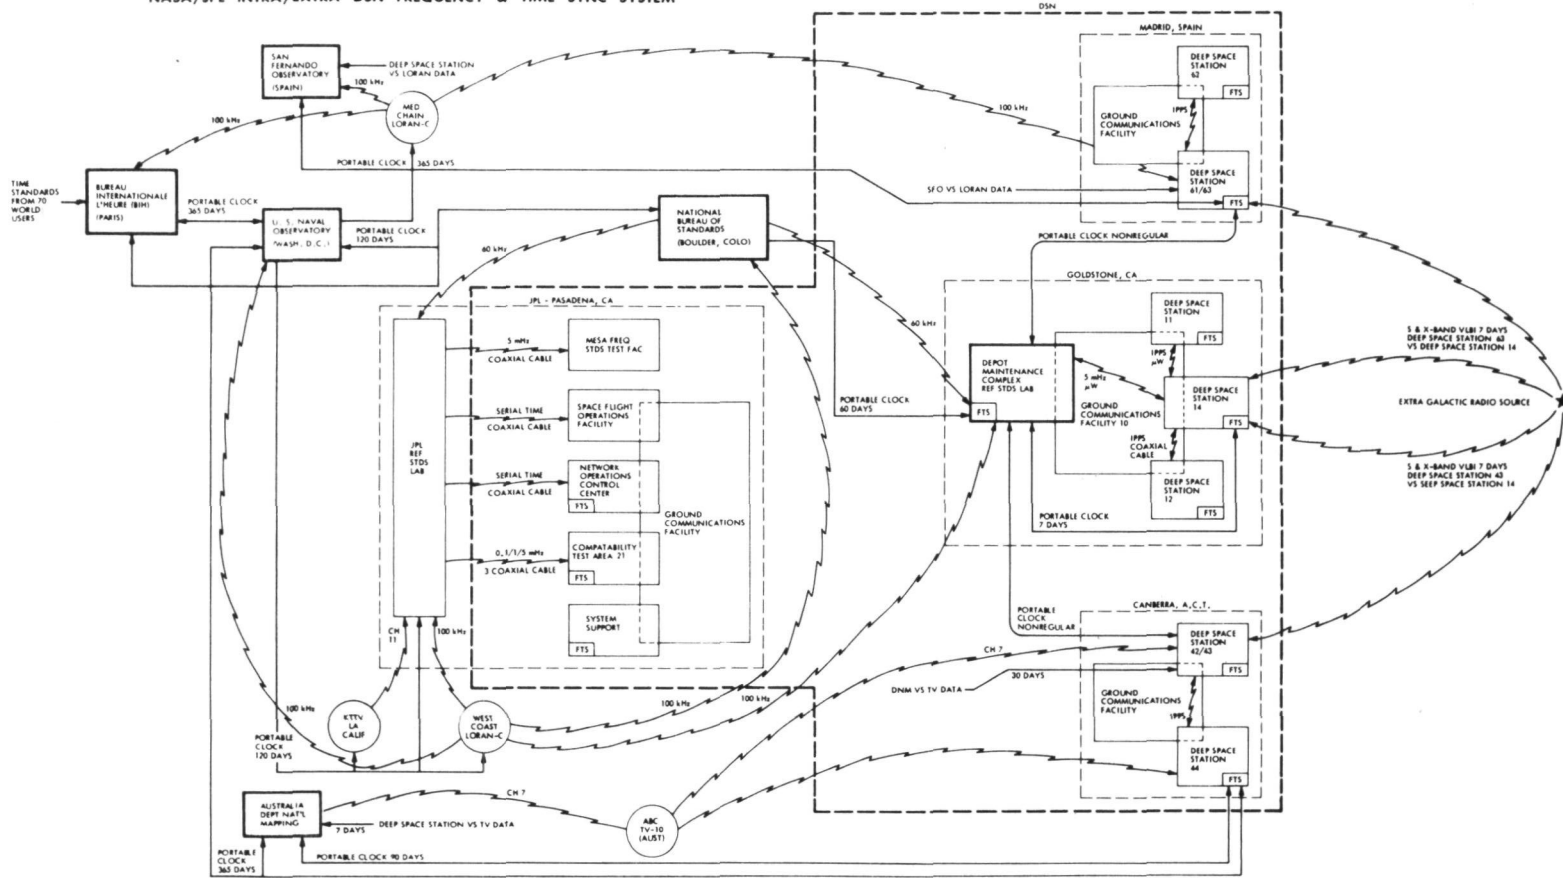 NASA/JPL INTRA/EXTRA DSN FREQUENCY & TIME SYNC SYSTEM
DSN
SAN
FERNANDO
OBSERVATORY
(SPAIN)
DEEP SPACE STATION
VS LORAN DATA
100 kHz
MED
CHAIN
LORAN-C
100 kHz
100 kHz
PORTABLE CLOCK 365 DAYS
TIME
STANDARDS
FROM 70
WORLD
USERS
BUREAU
INTERNATIONALE
L'HEURE (BIH)
(PARIS)
PORTABLE CLOCK
365 DAYS
U. S. NAVAL
OBSERVATORY
(WASH, D.C.)
PORTABLE CLOCK
120 DAYS
NATIONAL
BUREAU OF
STANDARDS
(BOULDER, COLO)
60 kHz
60 kHz
MADRID, SPAIN
DEEP SPACE
STATION
62
FTS
1PPS
GROUND
COMMUNICATIONS
FACILITY
DEEP SPACE
STATION
61/63
FTS
SFO VS LORAN DATA
PORTABLE CLOCK NONREGULAR
JPL - PASADENA, CA
JPL
REF
STDS
LAB
5 mHz
COAXIAL CABLE
MESA FREQ
STDS TEST FAC
SERIAL TIME
COAXIAL CABLE
SPACE FLIGHT
OPERATIONS
FACILITY
SERIAL TIME
COAXIAL CABLE
NETWORK
OPERATIONS
CONTROL
CENTER
FTS
GROUND
COMMUNICATIONS
FACILITY
0.1/1/5 mHz
3 COAXIAL CABLE
COMPATABILITY
TEST AREA 21
FTS
SYSTEM
SUPPORT
FTS
CH
11
100 kHz
GOLDSTONE, CA
DEEP SPACE
STATION
11
FTS
DEPOT
MAINTENANCE
COMPLEX
REF STDS LAB
FTS
1PPS
μW
5 mHz
μW
DEEP SPACE
STATION
14
FTS
GROUND
COMMUNICATIONS
FACILITY 10
1PPS
COAXIAL
CABLE
DEEP SPACE
STATION
12
FTS
PORTABLE CLOCK
60 DAYS
PORTABLE CLOCK
7 DAYS
S & X-BAND VLBI 7 DAYS
DEEP SPACE STATION 63
VS DEEP SPACE STATION 14
EXTRA GALACTIC RADIO SOURCE
S & X-BAND VLBI 7 DAYS
DEEP SPACE STATION 43
VS SEEP SPACE STATION 14
PORTABLE
CLOCK
NONREGULAR
CANBERRA, A.C.T.
DEEP SPACE
STATION
42/43
FTS
CH 7
DNM VS TV DATA
30 DAYS
GROUND
COMMUNICATIONS
FACILITY
1PPS
DEEP SPACE
STATION
44
FTS
100 kHz
KTTV
LA
CALIF
WEST
COAST
LORAN-C
100 kHz
100 kHz
PORTABLE
CLOCK
120 DAYS
CH 7
AUSTRALIA
DEPT NAT'L
MAPPING
7 DAYS
DEEP SPACE STATION VS TV DATA
ABC
TV-10
(AUST)
PORTABLE
CLOCK
365 DAYS
PORTABLE CLOCK 90 DAYS